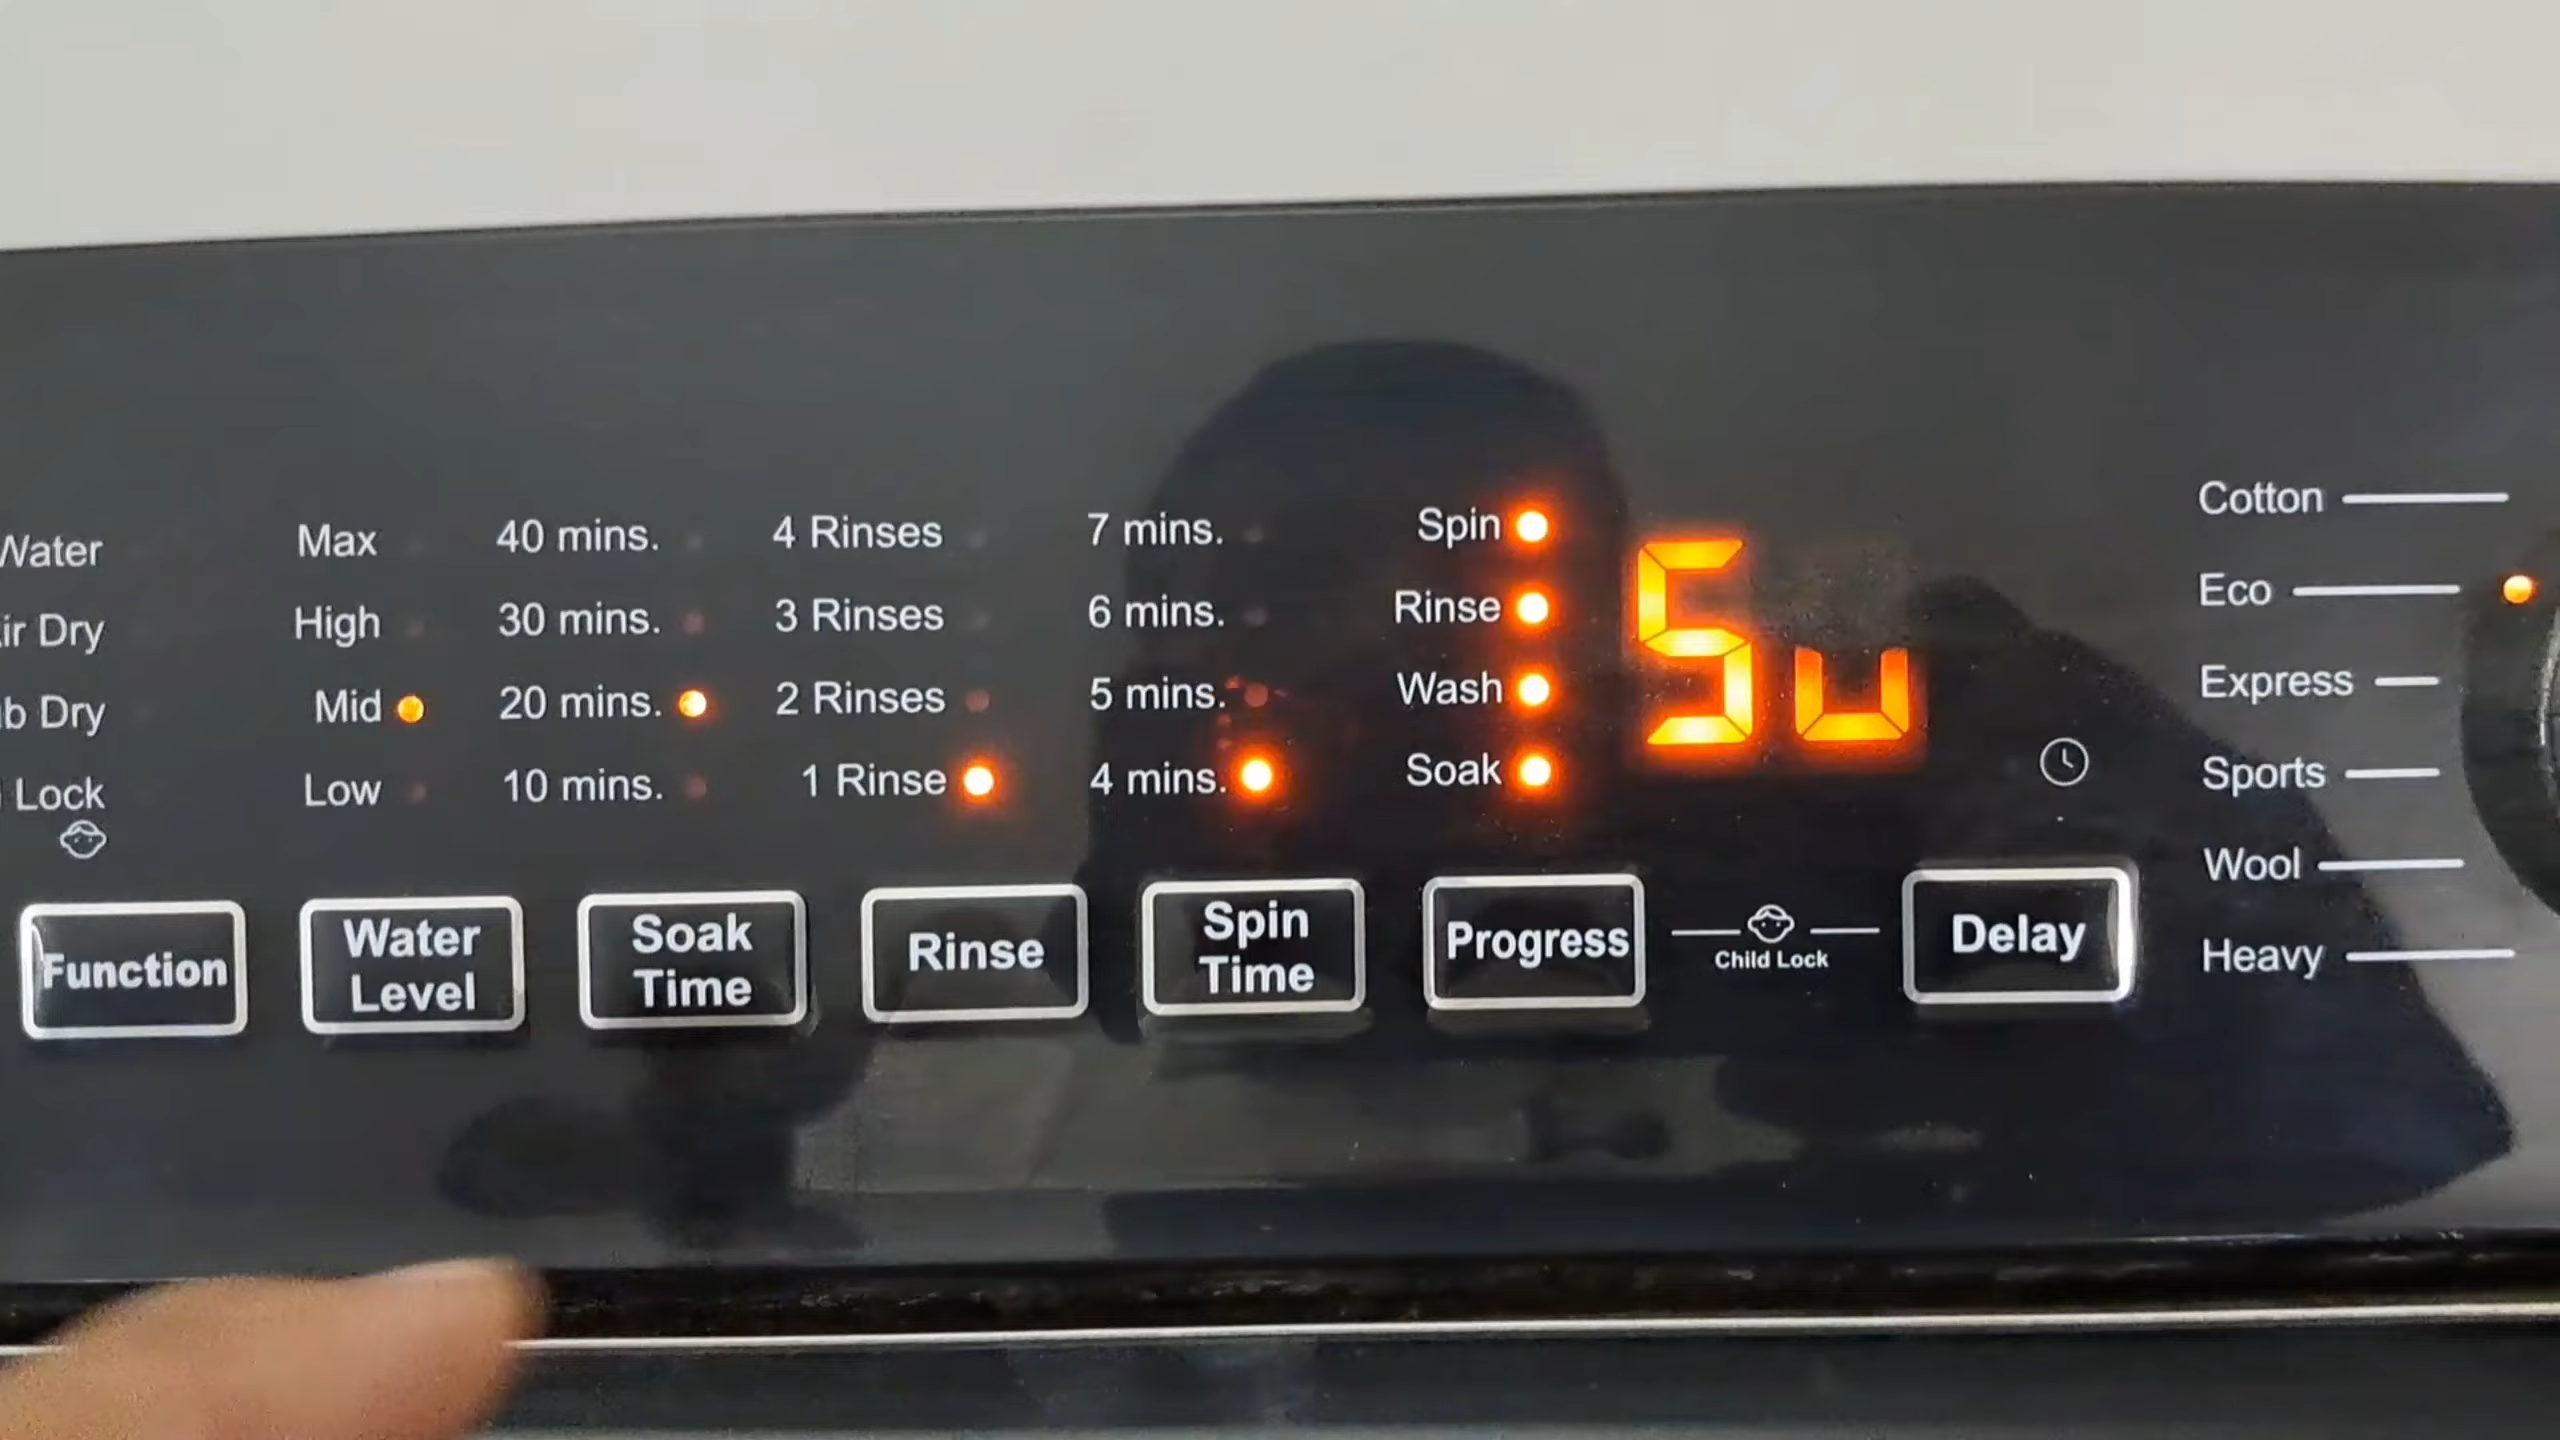 Water Max 40 mins. 4 Rinses 7 mins. Spin Cotton
ir Dry High 30 mins. 3 Rinses 6 mins. Rinse Eco
b Dry Mid 20 mins. 2 Rinses 5 mins. Wash Express
Lock Low 10 mins. 1 Rinse 4 mins. Soak Sports
5u
Wool
Heavy
Function
Water
Level
Soak
Time
Rinse
Spin
Time
Progress
Child Lock
Delay